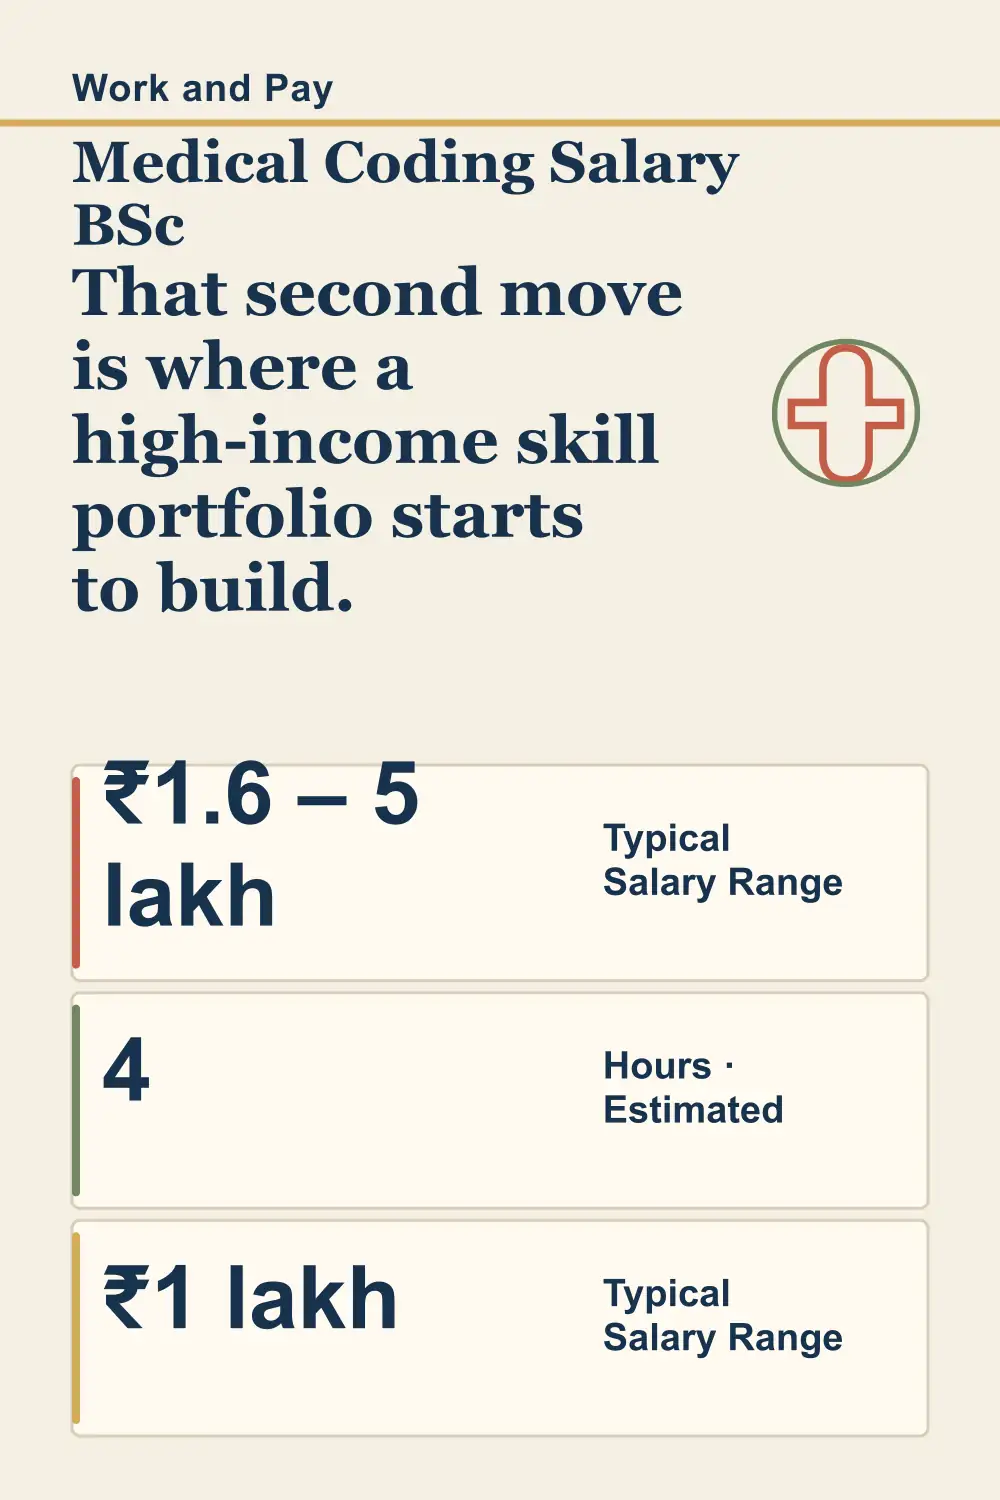 Work and Pay
Medical Coding Salary
BSc
That second move
is where a
high-income skill
portfolio starts
to build.
₹1.6 – 5
lakh
Typical
Salary Range
4
Hours ·
Estimated
₹1 lakh
Typical
Salary Range